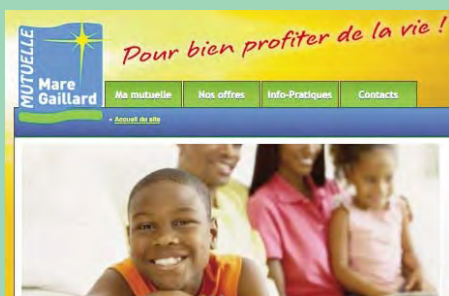 MUTUELLE
Mare
Gaillard
Pour bien profiter de la vie !
Ma mutuelle
Nos offres
Info-Pratiques
Contacts
Accueil du site